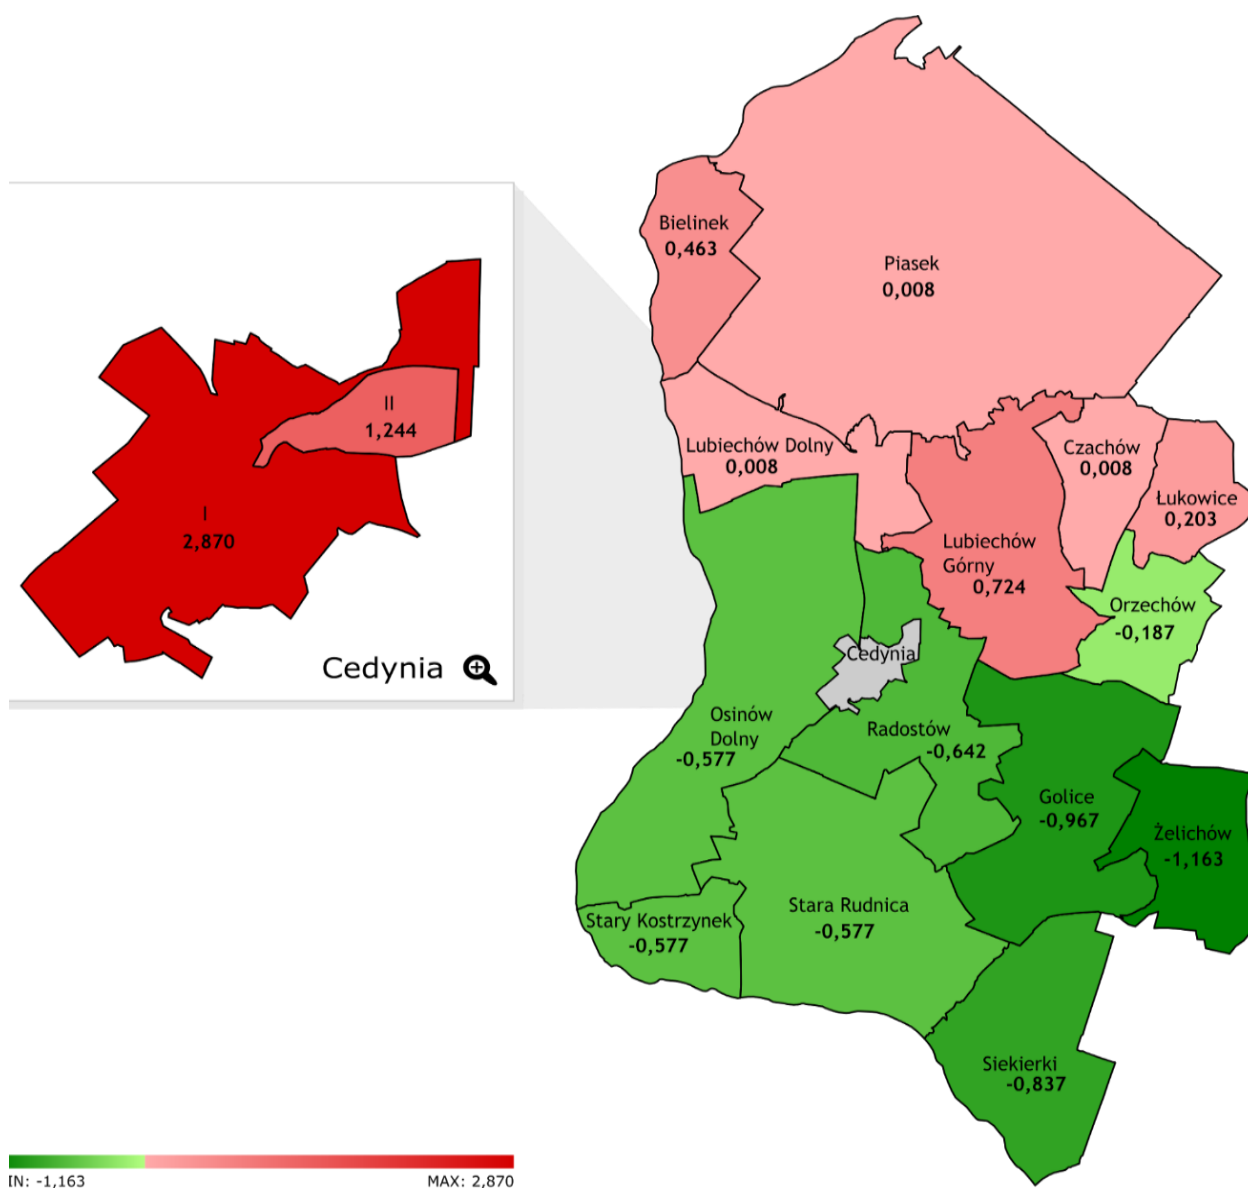 Bielinek
0,463
Piasek
0,008
II
1,244
Lubiechów Dolny
0,008
Czachów
0,008
Łukowice
0,203
I
2,870
Lubiechów
Górny
0,724
Orzechów
-0,187
Cedynia
Cedynia
Osinów
Dolny
-0,577
Radostów
-0,642
Golice
-0,967
Żelichów
-1,163
Stara Rudnica
-0,577
Stary Kostrzynek
-0,577
Siekierki
-0,837
IN: -1,163
MAX: 2,870